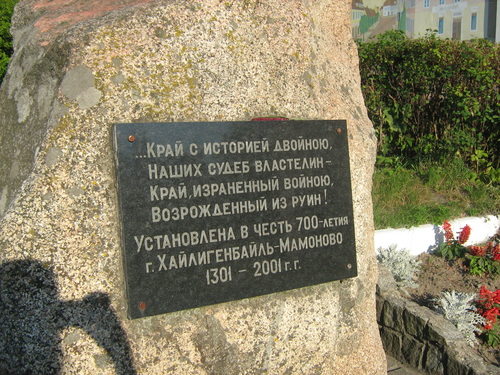 ...Край с историей двойною,
Наших судеб властелин -
Край, израненный войною,
Возрожденный из руин!
Установлена в честь 700-летия
г. Хайлигенбайль-Мамоново
1301 - 2001 г. г.